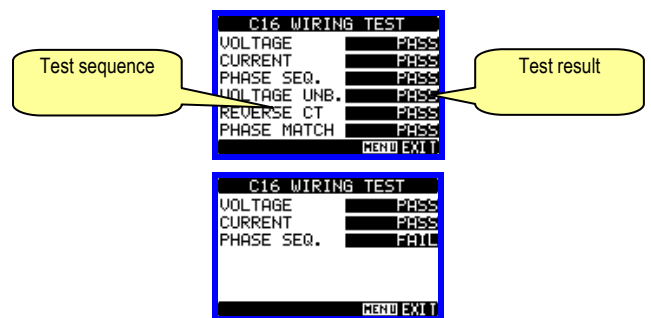 C16 WIRING TEST
VOLTAGE PASS
CURRENT PASS
PHASE SEQ. PASS
VOLTAGE UNB. PASS
REVERSE CT PASS
PHASE MATCH PASS
MENU EXIT
Test sequence
Test result
C16 WIRING TEST
VOLTAGE PASS
CURRENT PASS
PHASE SEQ. FAIL
MENU EXIT